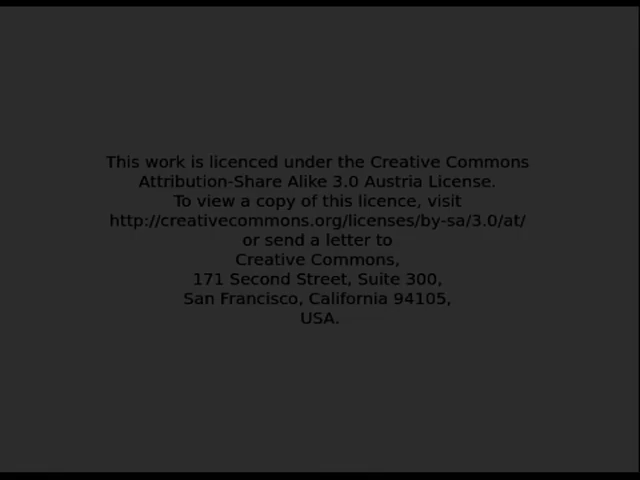 This work is licenced under the Creative Commons
Attribution-Share Alike 3.0 Austria License.
To view a copy of this licence, visit
http://creativecommons.org/licenses/by-sa/3.0/at/
or send a letter to
Creative Commons,
171 Second Street, Suite 300,
San Francisco, California 94105,
USA.